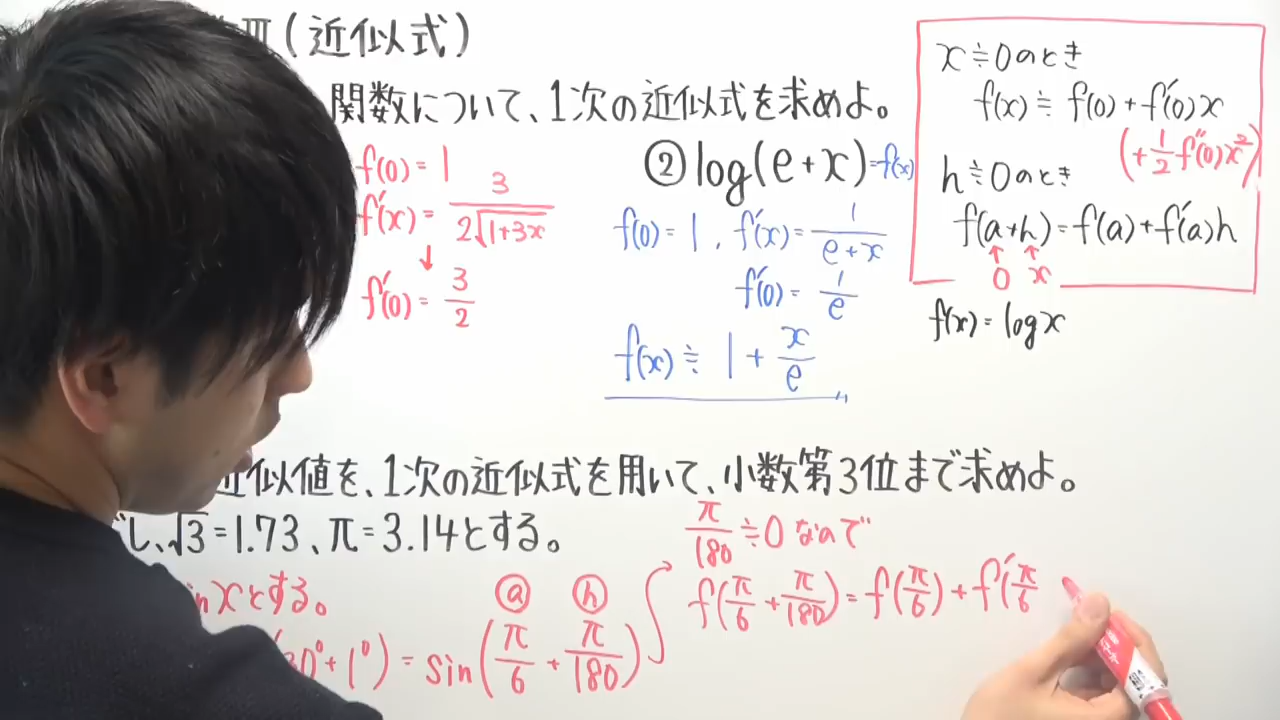 Ⅲ(近似式)
関数について、1次の近似式を求めよ。
f(0) = 1
f'(x) = 3/(2√(1+3x))
↓
f'(0) = 3/2
② log(e+x) = f(x)
f(0) = 1 , f'(x) = 1/(e+x)
f'(0) = 1/e
f(x) ≒ 1 + x/e
x≒0のとき
f(x) ≒ f(0) + f'(0)x
(+ 1/2 f''(0)x²)
h≒0のとき
f(a+h) = f(a) + f'(a)h
↑ ↑
0 x
f(x) = log x
近似値を、1次の近似式を用いて、小数第3位まで求めよ。
し、√3=1.73、π=3.14とする。
sin xとする。
30°+1°) = sin(π/6 + π/180)
ⓐ ⓗ
π/180 ≒0 なので
f(π/6 + π/180) = f(π/6) + f'(π/6